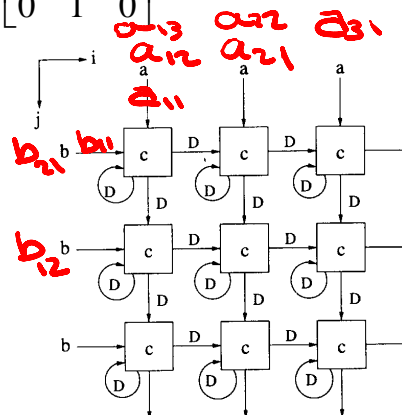 [0 1 0]
a13 a22 a31
a12 a21
i
a a a
a11
j
b21 b b11 c D c D c
D D D
D D D
b12 b c D c D c
D D D
D D D
b c D c D c
D D D